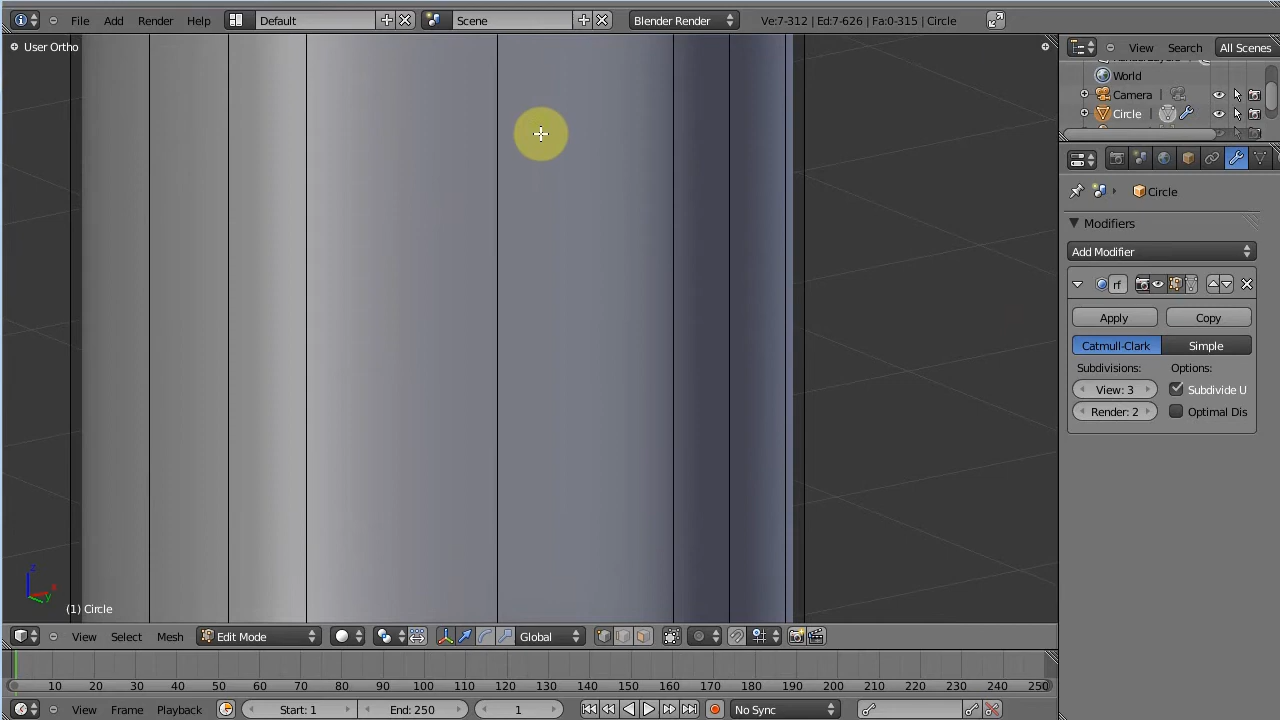 File Add Render Help Default Scene Blender Render Ve:7-312 | Ed:7-626 | Fa:0-315 | Circle
User Ortho
View Search All Scenes
World
Camera
Circle
Circle
Modifiers
Add Modifier
rf
Apply Copy
Catmull-Clark Simple
Subdivisions: Options:
View: 3 Subdivide U
Render: 2 Optimal Dis
z
x
y
(1) Circle
View Select Mesh Edit Mode Global
10 20 30 40 50 60 70 80 90 100 110 120 130 140 150 160 170 180 190 200 210 220 230 240 250
View Frame Playback Start: 1 End: 250 1 No Sync